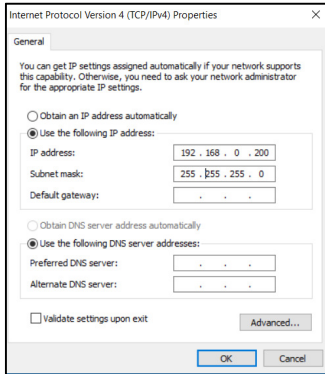 Internet Protocol Version 4 (TCP/IPv4) Properties
General
You can get IP settings assigned automatically if your network supports
this capability. Otherwise, you need to ask your network administrator
for the appropriate IP settings.
Obtain an IP address automatically
Use the following IP address:
IP address: 192 . 168 . 0 . 200
Subnet mask: 255 . 255 . 255 . 0
Default gateway: . . .
Obtain DNS server address automatically
Use the following DNS server addresses:
Preferred DNS server: . . .
Alternate DNS server: . . .
Validate settings upon exit
Advanced...
OK Cancel